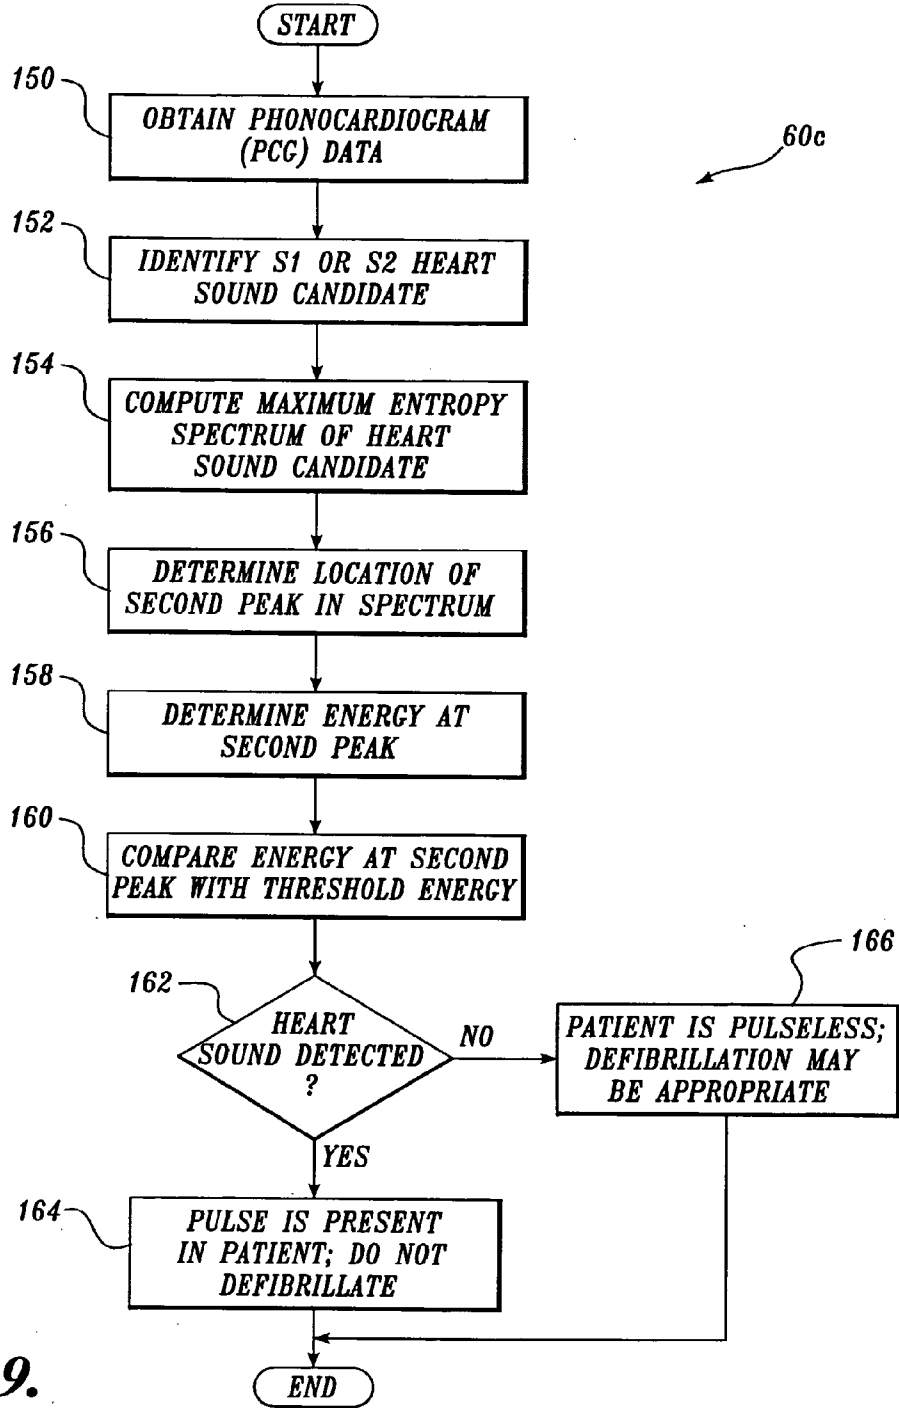 START
150
OBTAIN PHONOCARDIOGRAM
(PCG) DATA
60c
152
IDENTIFY S1 OR S2 HEART
SOUND CANDIDATE
154
COMPUTE MAXIMUM ENTROPY
SPECTRUM OF HEART
SOUND CANDIDATE
156
DETERMINE LOCATION OF
SECOND PEAK IN SPECTRUM
158
DETERMINE ENERGY AT
SECOND PEAK
160
COMPARE ENERGY AT SECOND
PEAK WITH THRESHOLD ENERGY
162
HEART
SOUND DETECTED
?
NO
166
PATIENT IS PULSELESS;
DEFIBRILLATION MAY
BE APPROPRIATE
YES
164
PULSE IS PRESENT
IN PATIENT; DO NOT
DEFIBRILLATE
END
9.